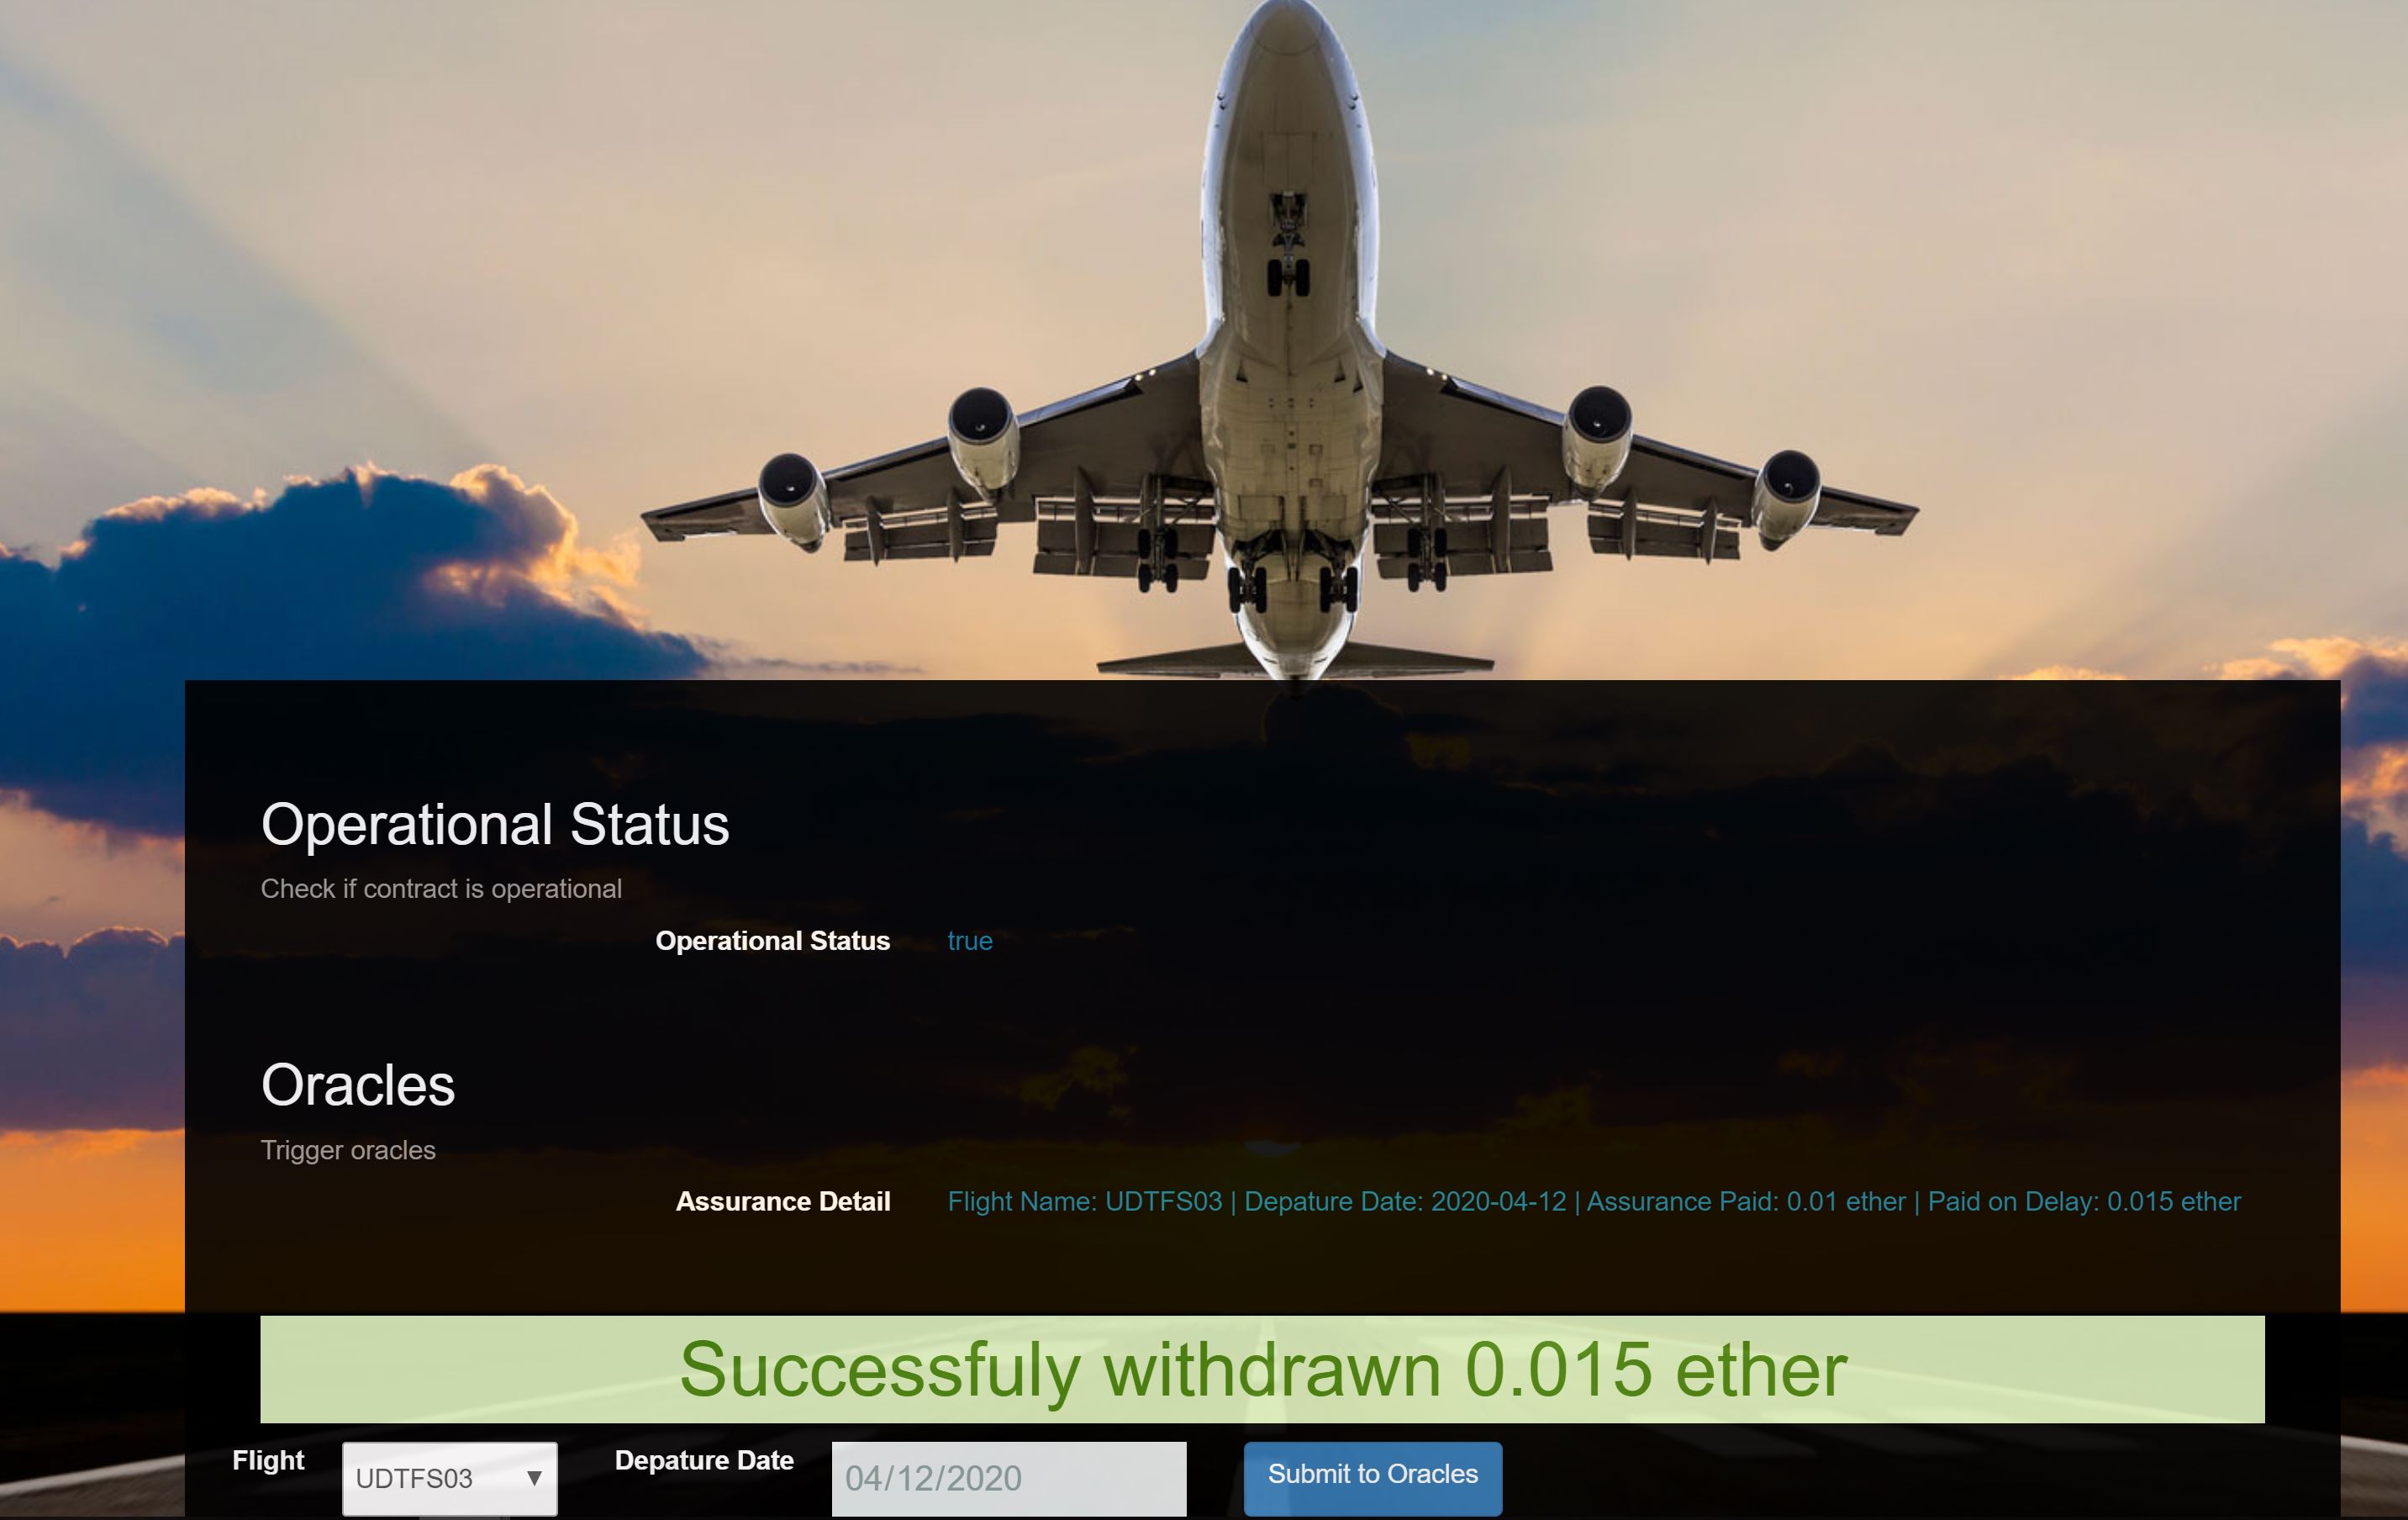 Operational Status
Check if contract is operational
Operational Status true
Oracles
Trigger oracles
Assurance Detail Flight Name: UDTFS03 | Depature Date: 2020-04-12 | Assurance Paid: 0.01 ether | Paid on Delay: 0.015 ether
Successfuly withdrawn 0.015 ether
Flight UDTFS03 Depature Date 04/12/2020 Submit to Oracles